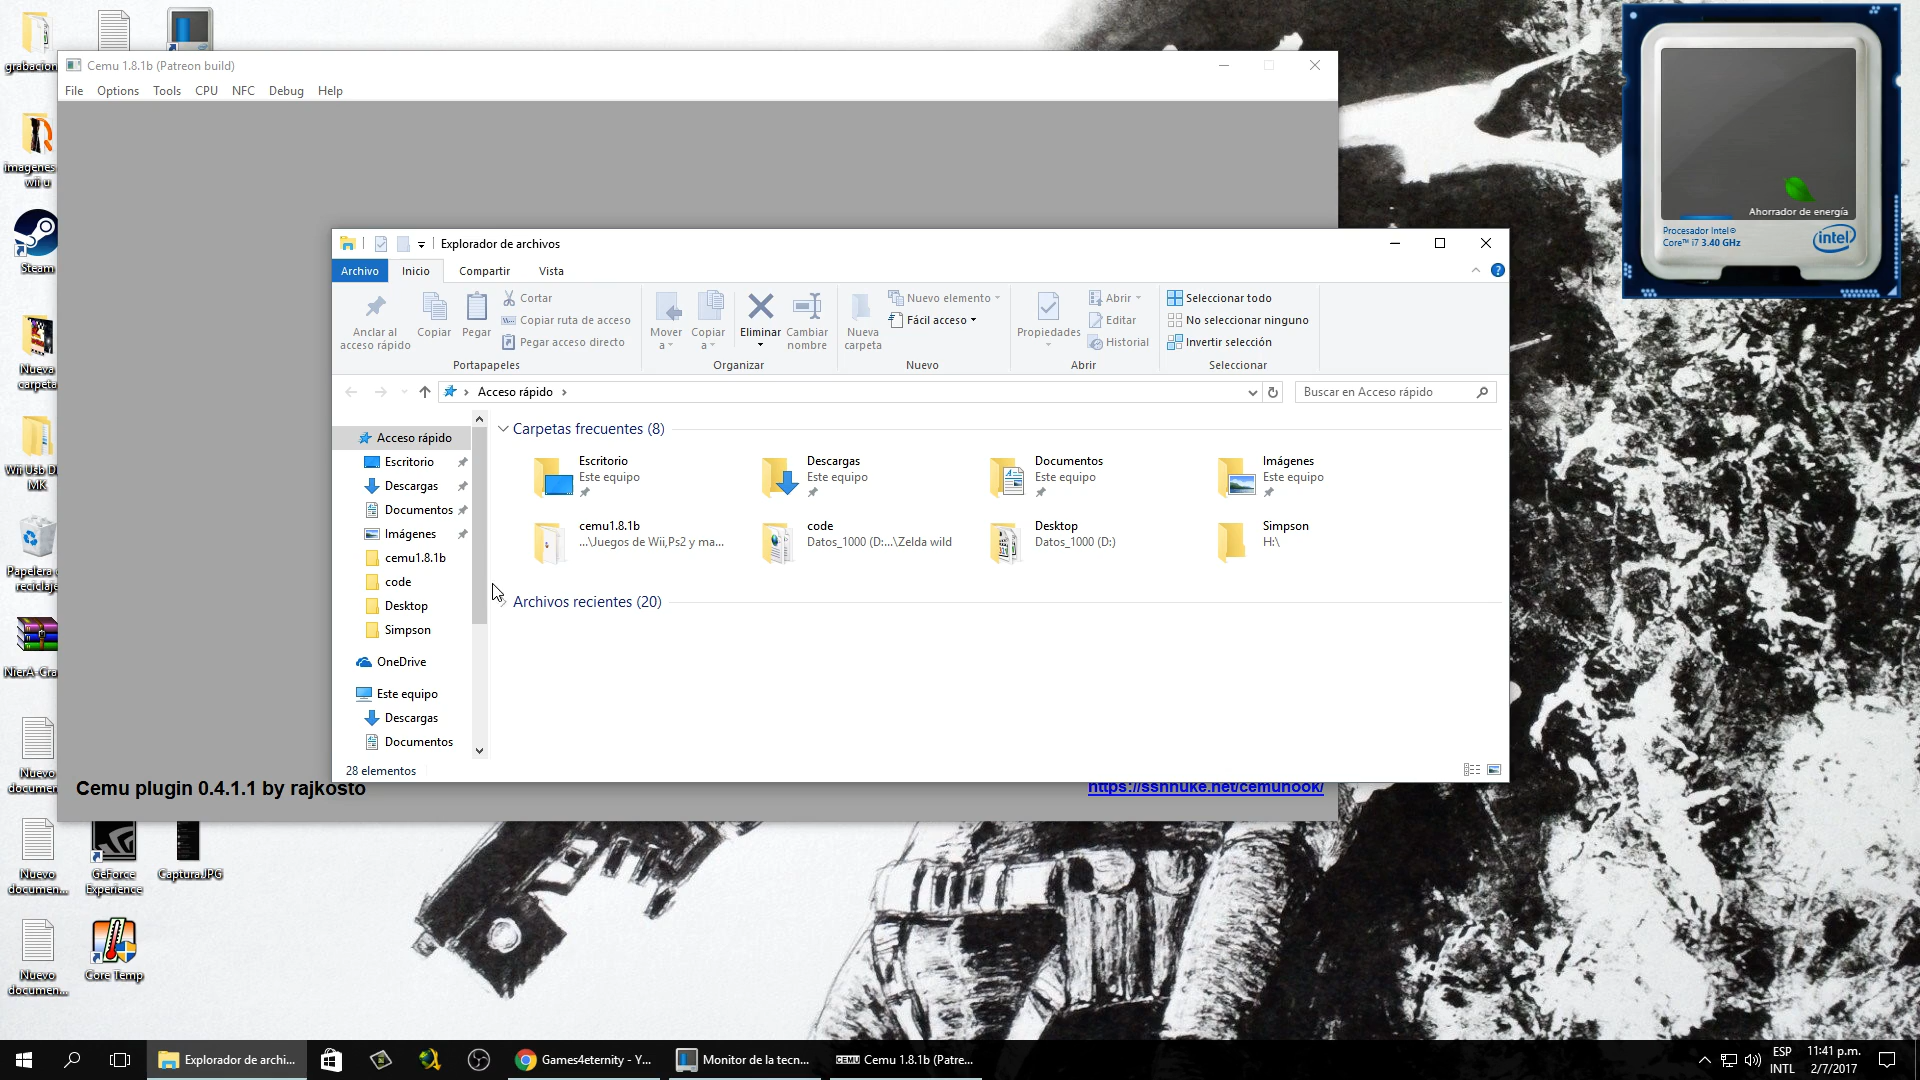 grabacion
Cemu 1.8.1b (Patreon build)
File Options Tools CPU NFC Debug Help
imagenes
wii u
Steam
Nueva
carpeta
Wii Usb D
MK
Papelera
reciclaje
NierA-Gra
Nuevo
documen...
Nuevo
documen...
Nuevo
documen...
GeForce
Experience
Captura.JPG
Core Temp
Ahorrador de energía
Procesador Intel®
Core™ i7 3.40 GHz
intel
Explorador de archivos
Archivo Inicio Compartir Vista
Anclar al
acceso rápido
Copiar
Pegar
Cortar
Copiar ruta de acceso
Pegar acceso directo
Portapapeles
Mover
a
Copiar
a
Eliminar
Cambiar
nombre
Organizar
Nueva
carpeta
Nuevo elemento
Fácil acceso
Nuevo
Propiedades
Abrir
Editar
Historial
Abrir
Seleccionar todo
No seleccionar ninguno
Invertir selección
Seleccionar
Acceso rápido
Buscar en Acceso rápido
Acceso rápido
Escritorio
Descargas
Documentos
Imágenes
cemu1.8.1b
code
Desktop
Simpson
OneDrive
Este equipo
Descargas
Documentos
Carpetas frecuentes (8)
Escritorio
Este equipo
Descargas
Este equipo
Documentos
Este equipo
Imágenes
Este equipo
cemu1.8.1b
...\Juegos de Wii,Ps2 y ma...
code
Datos_1000 (D:...\Zelda wild
Desktop
Datos_1000 (D:)
Simpson
H:\
Archivos recientes (20)
28 elementos
Cemu plugin 0.4.1.1 by rajkosto
https://sshnuke.net/cemuhook/
Explorador de archi...
Games4eternity - Y...
Monitor de la tecn...
CEMU
Cemu 1.8.1b (Patre...
ESP
INTL
11:41 p.m.
2/7/2017